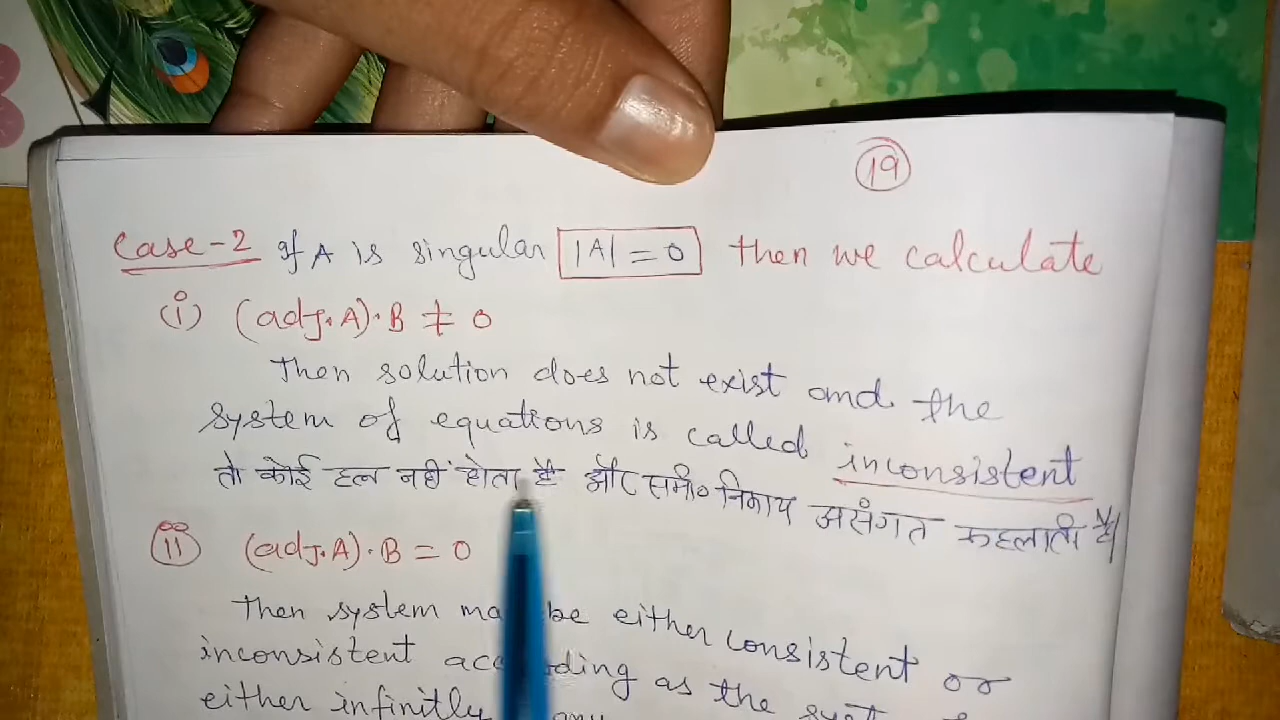 19
Case-2 If A is singular |A| = 0 then we calculate
(i) (adj.A).B ≠ 0
Then solution does not exist and the
system of equations is called inconsistent
तो कोई हल नहीं होता है और समी० निकाय असंगत कहलाती है।
(ii) (adj.A).B = 0
Then system may be either consistent or
inconsistent according as the
either infinitly